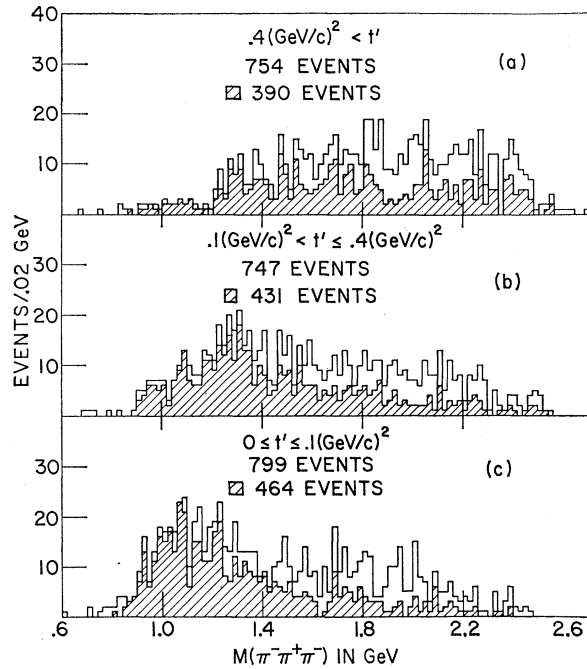 40
.4(GeV/c)² < t'
30
754 EVENTS
(a)
390 EVENTS
20
10
.1(GeV/c)² < t' ≤ .4(GeV/c)²
30
747 EVENTS
(b)
431 EVENTS
20
10
0 ≤ t' ≤ .1(GeV/c)²
30
799 EVENTS
(c)
464 EVENTS
20
10
0
EVENTS/.02 GeV
.6 1.0 1.4 1.8 2.2 2.6
M(π⁻π⁺π⁻) IN GeV